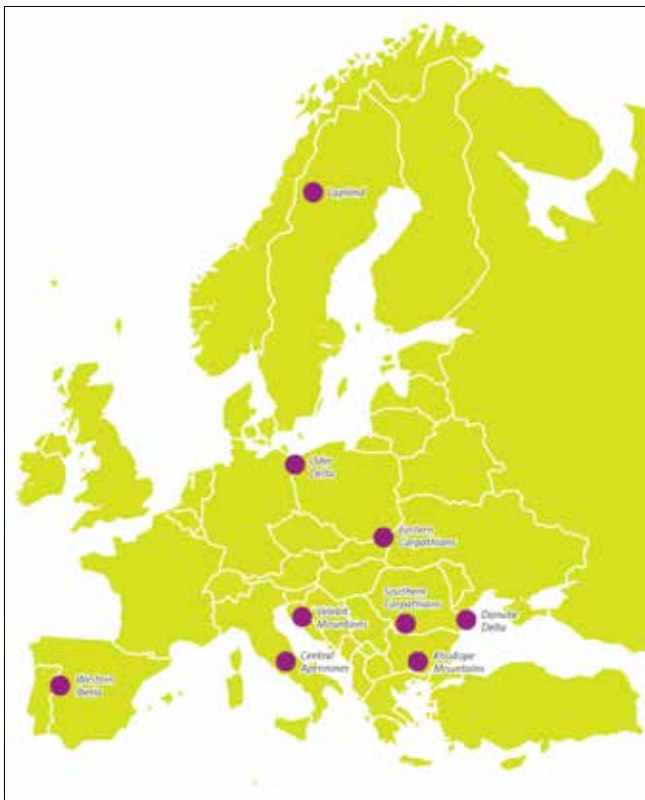 Lapland
Oder
Delta
Eastern
Carpathians
Southern
Carpathians
Velebit
Mountains
Danube
Delta
Central
Apennines
Rhodope
Mountains
Western
Iberia